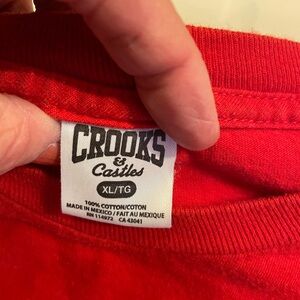 CROOKS
&
Castles
XL/TG
100% COTTON/COTON
MADE IN MEXICO / FAIT AU MEXIQUE
RN 114972 CA 43041